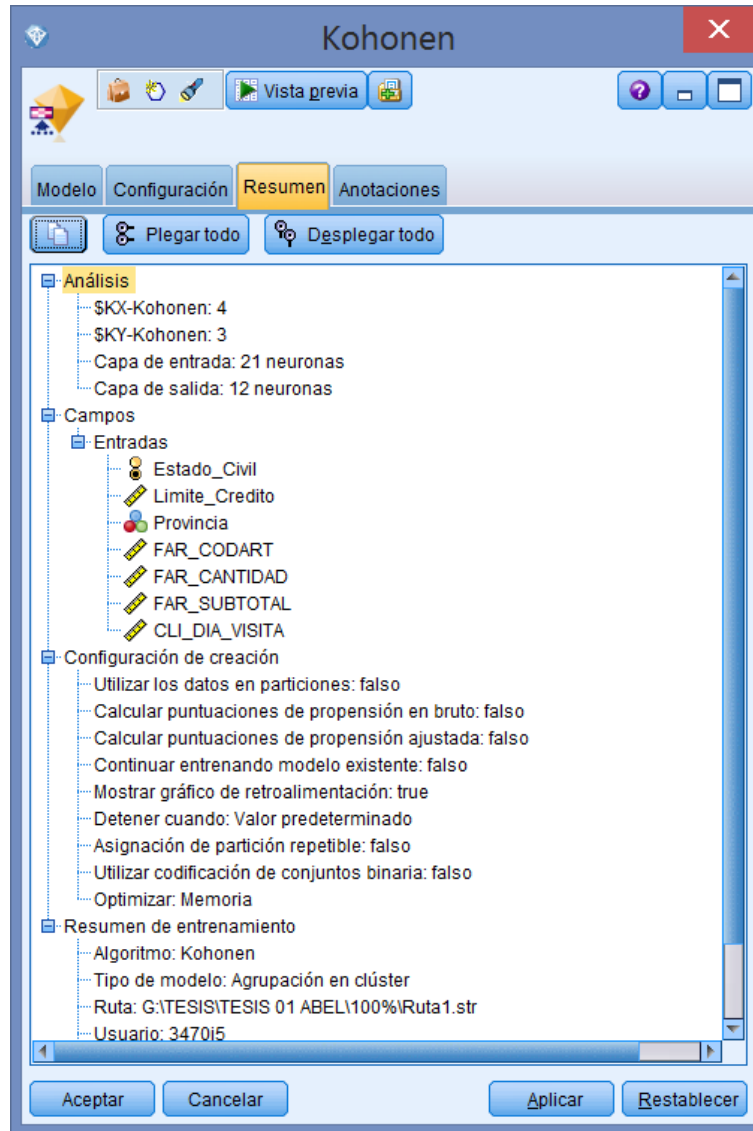 Kohonen
Vista previa
Modelo Configuración Resumen Anotaciones
Plegar todo Desplegar todo
Análisis
$KX-Kohonen: 4
$KY-Kohonen: 3
Capa de entrada: 21 neuronas
Capa de salida: 12 neuronas
Campos
Entradas
Estado_Civil
Limite_Credito
Provincia
FAR_CODART
FAR_CANTIDAD
FAR_SUBTOTAL
CLI_DIA_VISITA
Configuración de creación
Utilizar los datos en particiones: falso
Calcular puntuaciones de propensión en bruto: falso
Calcular puntuaciones de propensión ajustada: falso
Continuar entrenando modelo existente: falso
Mostrar gráfico de retroalimentación: true
Detener cuando: Valor predeterminado
Asignación de partición repetible: falso
Utilizar codificación de conjuntos binaria: falso
Optimizar: Memoria
Resumen de entrenamiento
Algoritmo: Kohonen
Tipo de modelo: Agrupación en clúster
Ruta: G:\TESIS\TESIS 01 ABEL\100%\Ruta1.str
Usuario: 3470i5
Aceptar Cancelar Aplicar Restablecer